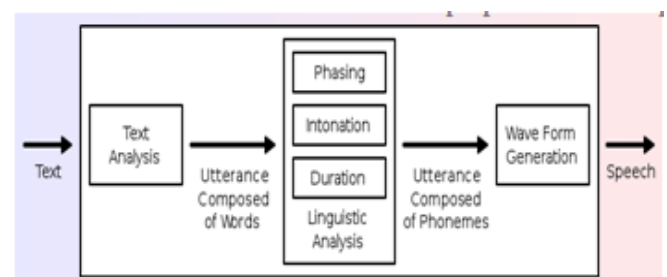 Text
Text
Analysis
Utterance
Composed
of Words
Phasing
Intonation
Duration
Linguistic
Analysis
Utterance
Composed
of Phonemes
Wave Form
Generation
Speech